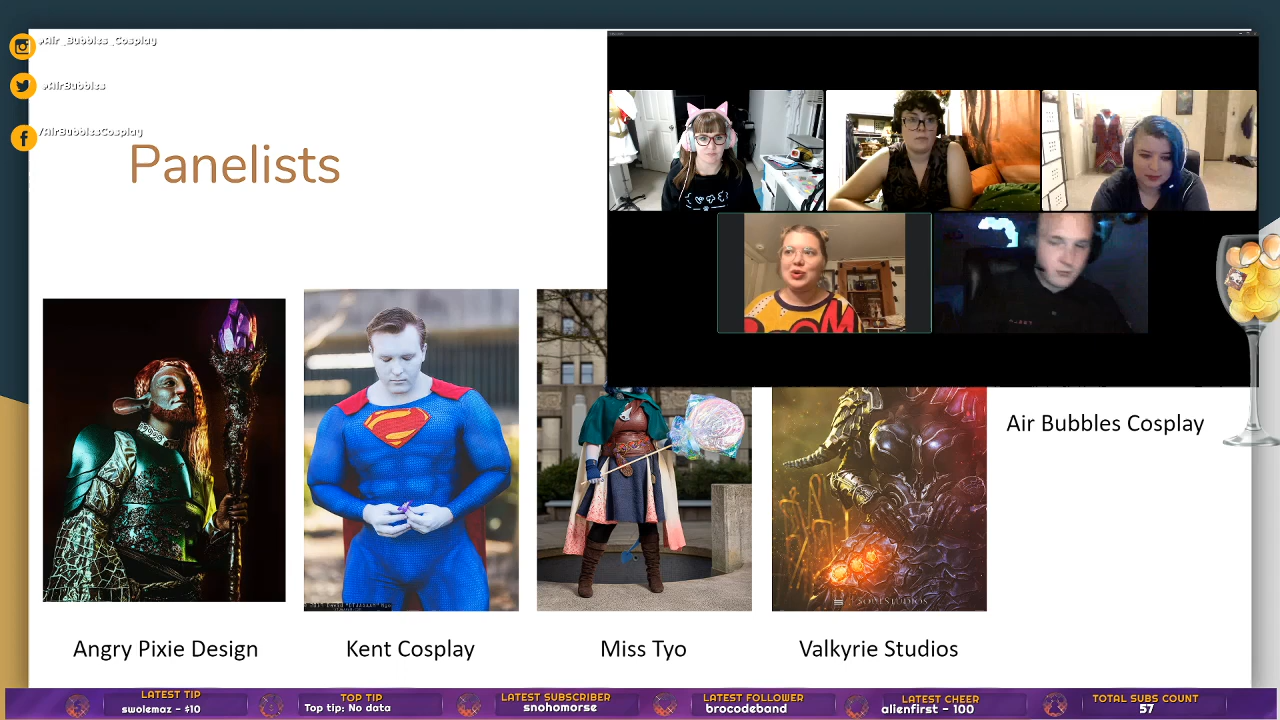 @Air_Bubbles_Cosplay
@AirBubbles
/AirBubblesCosplay
Panelists
Air Bubbles Cosplay
Angry Pixie Design
Kent Cosplay
Miss Tyo
Valkyrie Studios
LATEST TIP
swolemaz - $10
TOP TIP
Top tip: No data
LATEST SUBSCRIBER
snohomorse
LATEST FOLLOWER
brocodeband
LATEST CHEER
alienfirst - 100
TOTAL SUBS COUNT
57